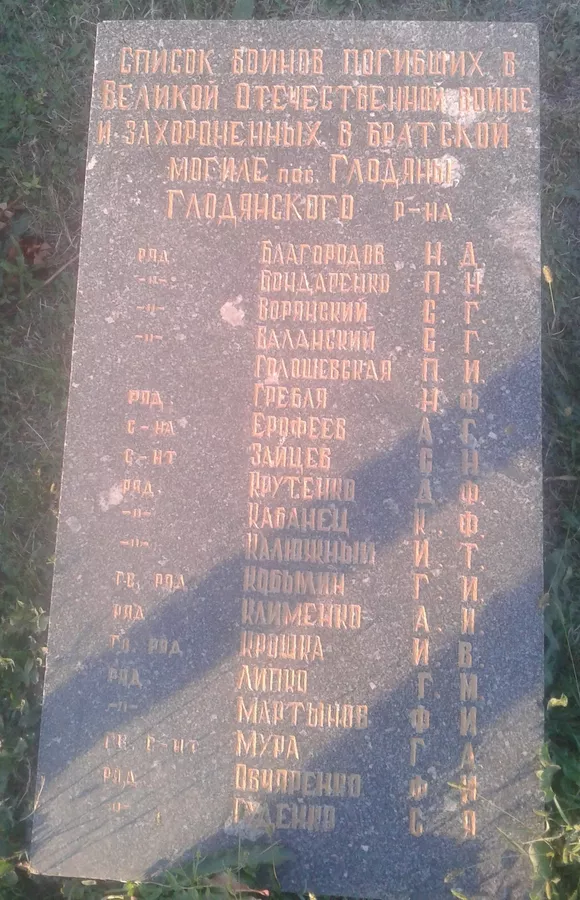 Список воинов погибших в
Великой Отечественной войне
и захороненных в братской
могиле пос. Глодяны
Глодянского р-на
ряд. Благородов Н. Д.
-"- Бондаренко П. Н.
-"- Ворянский С. Г.
-"- Валанский С. Г.
Голошевская П. И.
ряд. Гребля Н. Ф.
с-на Ерофеев А. С.
с-нт Зайцев С. Н.
ряд. Крутенко Д. Ф.
-"- Кабанец К. Ф.
-"- Калюжный И. Т.
гв. ряд. Кобымин Г. И.
ряд. Клименко А. И.
гв. ряд. Крошка И. В.
ряд. Липко Г. М.
-"- Мартынов Ф. И.
гв. с-нт Мура Г. А.
ряд. Ф.
-"- Гуденко С. Я.